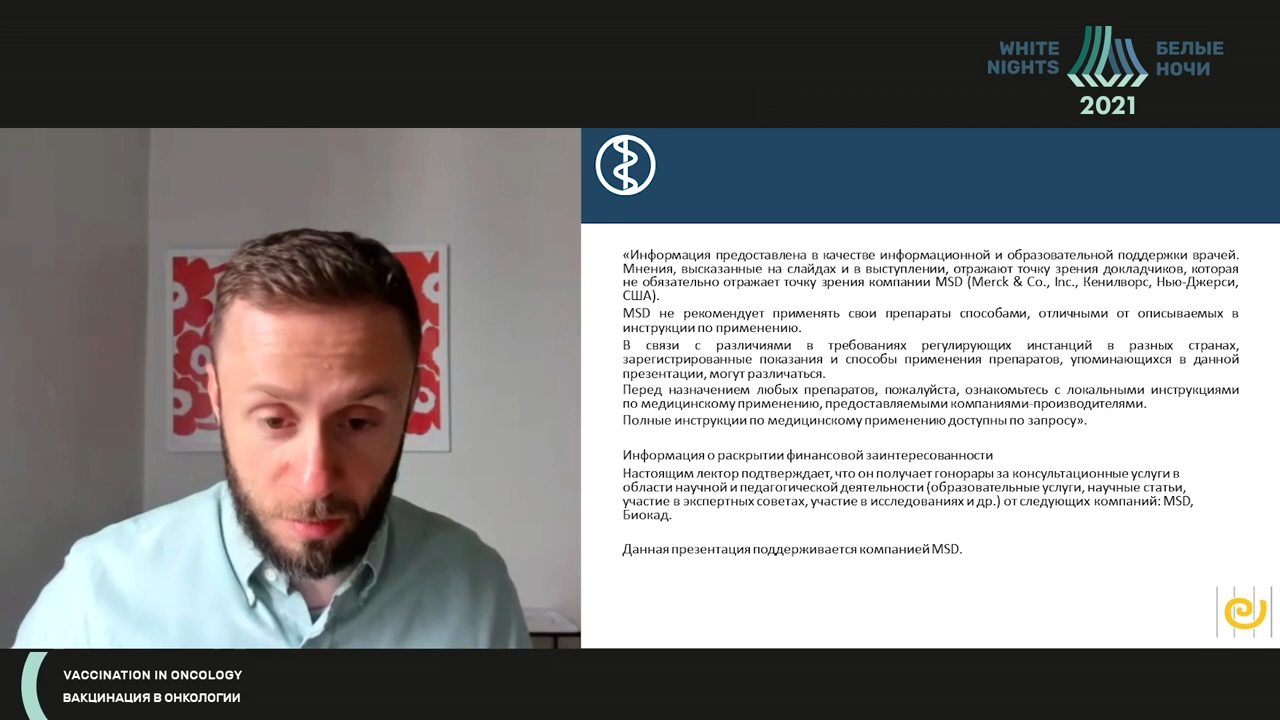 WHITE NIGHTS
БЕЛЫЕ НОЧИ
2021
«Информация предоставлена в качестве информационной и образовательной поддержки врачей.
Мнения, высказанные на слайдах и в выступлении, отражают точку зрения докладчиков, которая
не обязательно отражает точку зрения компании MSD (Merck & Co., Inc., Кенилворс, Нью-Джерси,
США).
MSD не рекомендует применять свои препараты способами, отличными от описываемых в
инструкции по применению.
В связи с различиями в требованиях регулирующих инстанций в разных странах,
зарегистрированные показания и способы применения препаратов, упоминающихся в данной
презентации, могут различаться.
Перед назначением любых препаратов, пожалуйста, ознакомьтесь с локальными инструкциями
по медицинскому применению, предоставляемыми компаниями-производителями.
Полные инструкции по медицинскому применению доступны по запросу».
Информация о раскрытии финансовой заинтересованности
Настоящим лектор подтверждает, что он получает гонорары за консультационные услуги в
области научной и педагогической деятельности (образовательные услуги, научные статьи,
участие в экспертных советах, участие в исследованиях и др.) от следующих компаний: MSD,
Биокад.
Данная презентация поддерживается компанией MSD.
VACCINATION IN ONCOLOGY
ВАКЦИНАЦИЯ В ОНКОЛОГИИ